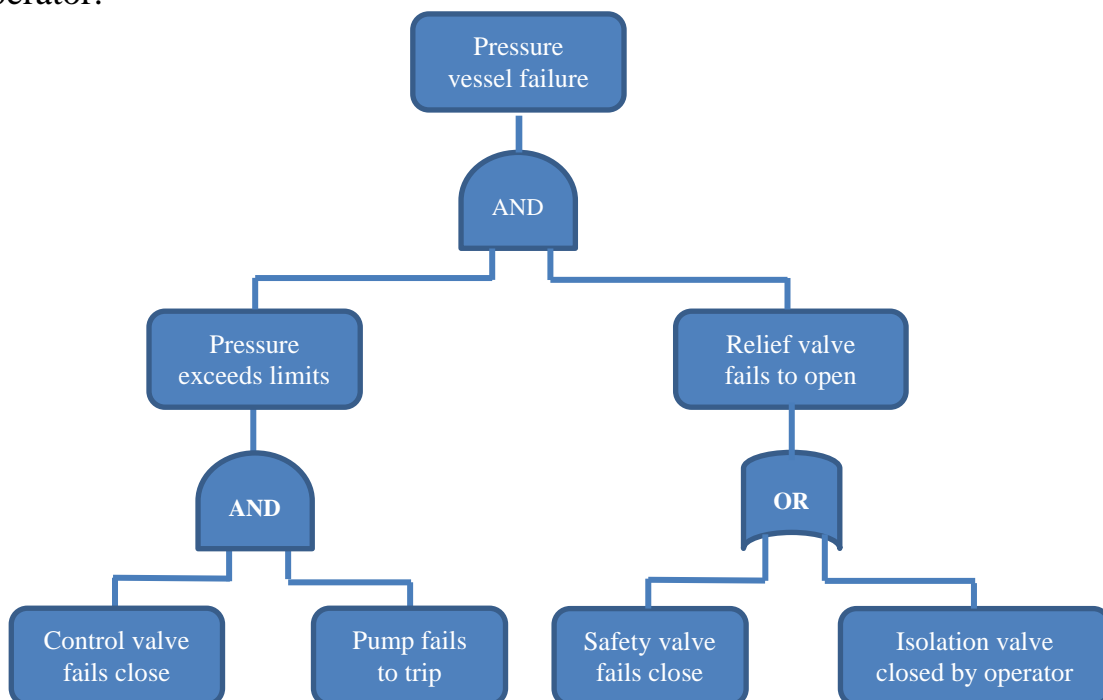 perator.
Pressure
vessel failure
AND
Pressure
exceeds limits
Relief valve
fails to open
AND
OR
Control valve
fails close
Pump fails
to trip
Safety valve
fails close
Isolation valve
closed by operator